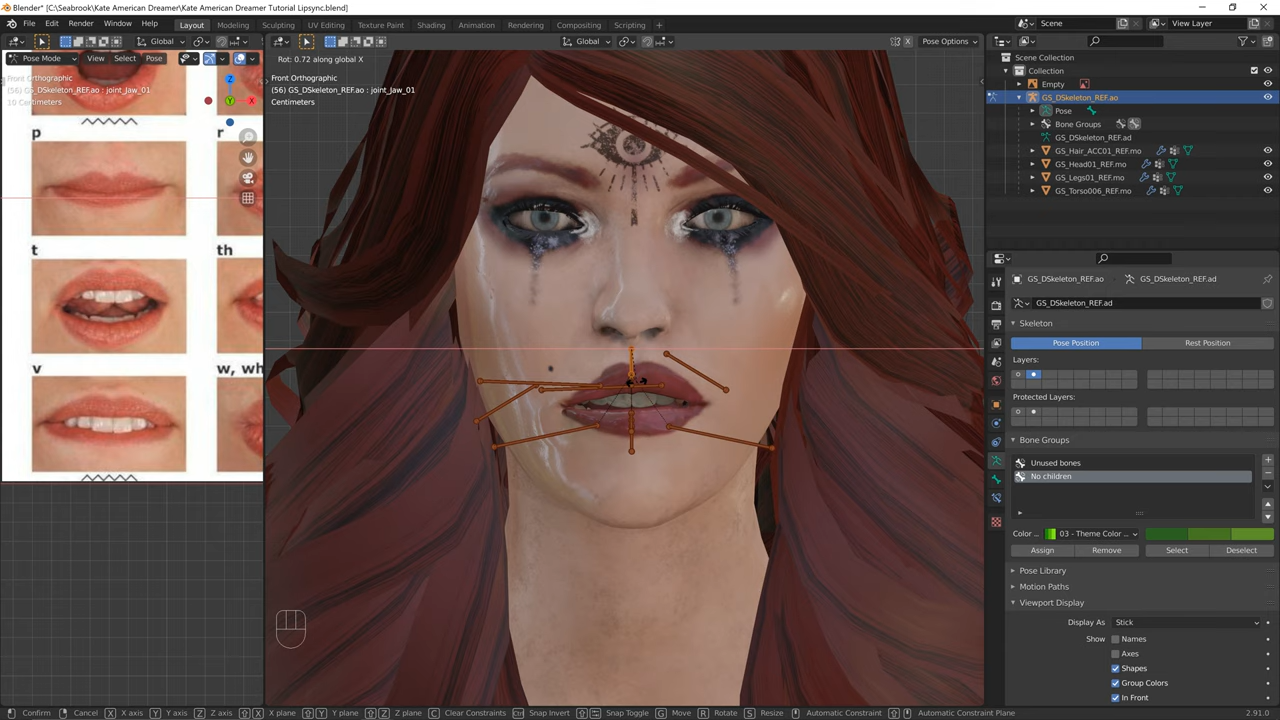 Blender* [C:\Seabrook\Kate American Dreamer\Kate American Dreamer Tutorial Lipsync.blend]
File Edit Render Window Help Layout Modeling Sculpting UV Editing Texture Paint Shading Animation Rendering Compositing Scripting Scene View Layer
Global Global Pose Options
Pose Mode View Select Pose
Rot: 0.72 along global X
Front Orthographic
(56) GS_DSkeleton_REF.ao : joint_Jaw_01
10 Centimeters
Z
X
Y
p
r
t
th
v
w, wh
Front Orthographic
(56) GS_DSkeleton_REF.ao : joint_Jaw_01
Centimeters
Scene Collection
Collection
Empty
GS_DSkeleton_REF.ao
Pose
Bone Groups
GS_DSkeleton_REF.ad
GS_Hair_ACC01_REF.mo
GS_Head01_REF.mo
GS_Legs01_REF.mo
GS_Torso006_REF.mo
GS_DSkeleton_REF.ao GS_DSkeleton_REF.ad
GS_DSkeleton_REF.ad
Skeleton
Pose Position Rest Position
Layers:
Protected Layers:
Bone Groups
Unused bones
No children
Color ... 03 - Theme Color ...
Assign Remove Select Deselect
Pose Library
Motion Paths
Viewport Display
Display As Stick
Show Names
Axes
Shapes
Group Colors
In Front
Confirm Cancel X X axis Y Y axis Z Z axis X X plane Y Y plane Z Z plane C Clear Constraints Ctrl Snap Invert Snap Toggle G Move R Rotate S Resize Automatic Constraint Automatic Constraint Plane 2.91.0